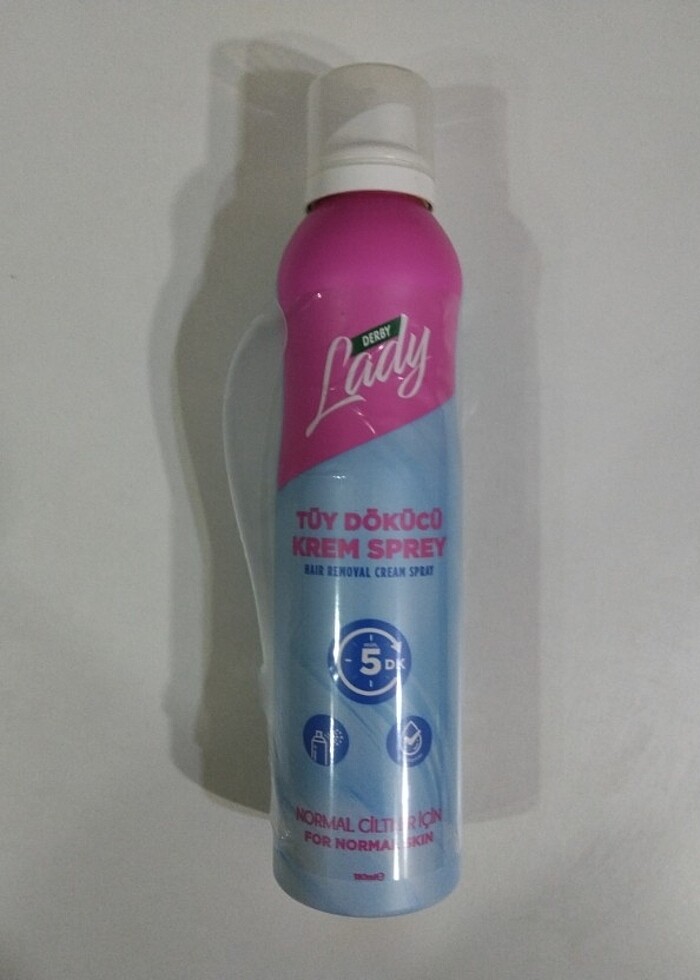 DERBY
Lady
TÜY DÖKÜCÜ
KREM SPREY
HAIR REMOVAL CREAM SPRAY
5 DK
NORMAL CİLTLER İÇİN
FOR NORMAL SKIN